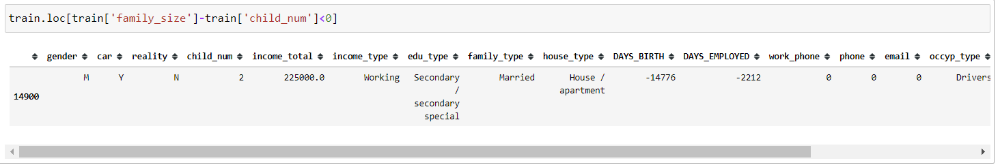 train.loc[train['family_size']-train['child_num']<0]
gender car reality child_num income_total income_type edu_type family_type house_type DAYS_BIRTH DAYS_EMPLOYED work_phone phone email occyp_type
14900 M Y N 2 225000.0 Working Secondary / secondary special Married House / apartment -14776 -2212 0 0 0 Drivers